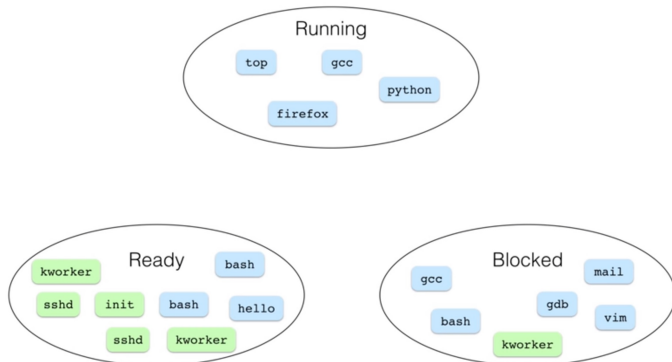 Running
top
gcc
python
firefox
Ready
kworker
bash
sshd
init
bash
hello
sshd
kworker
Blocked
gcc
mail
bash
gdb
vim
kworker